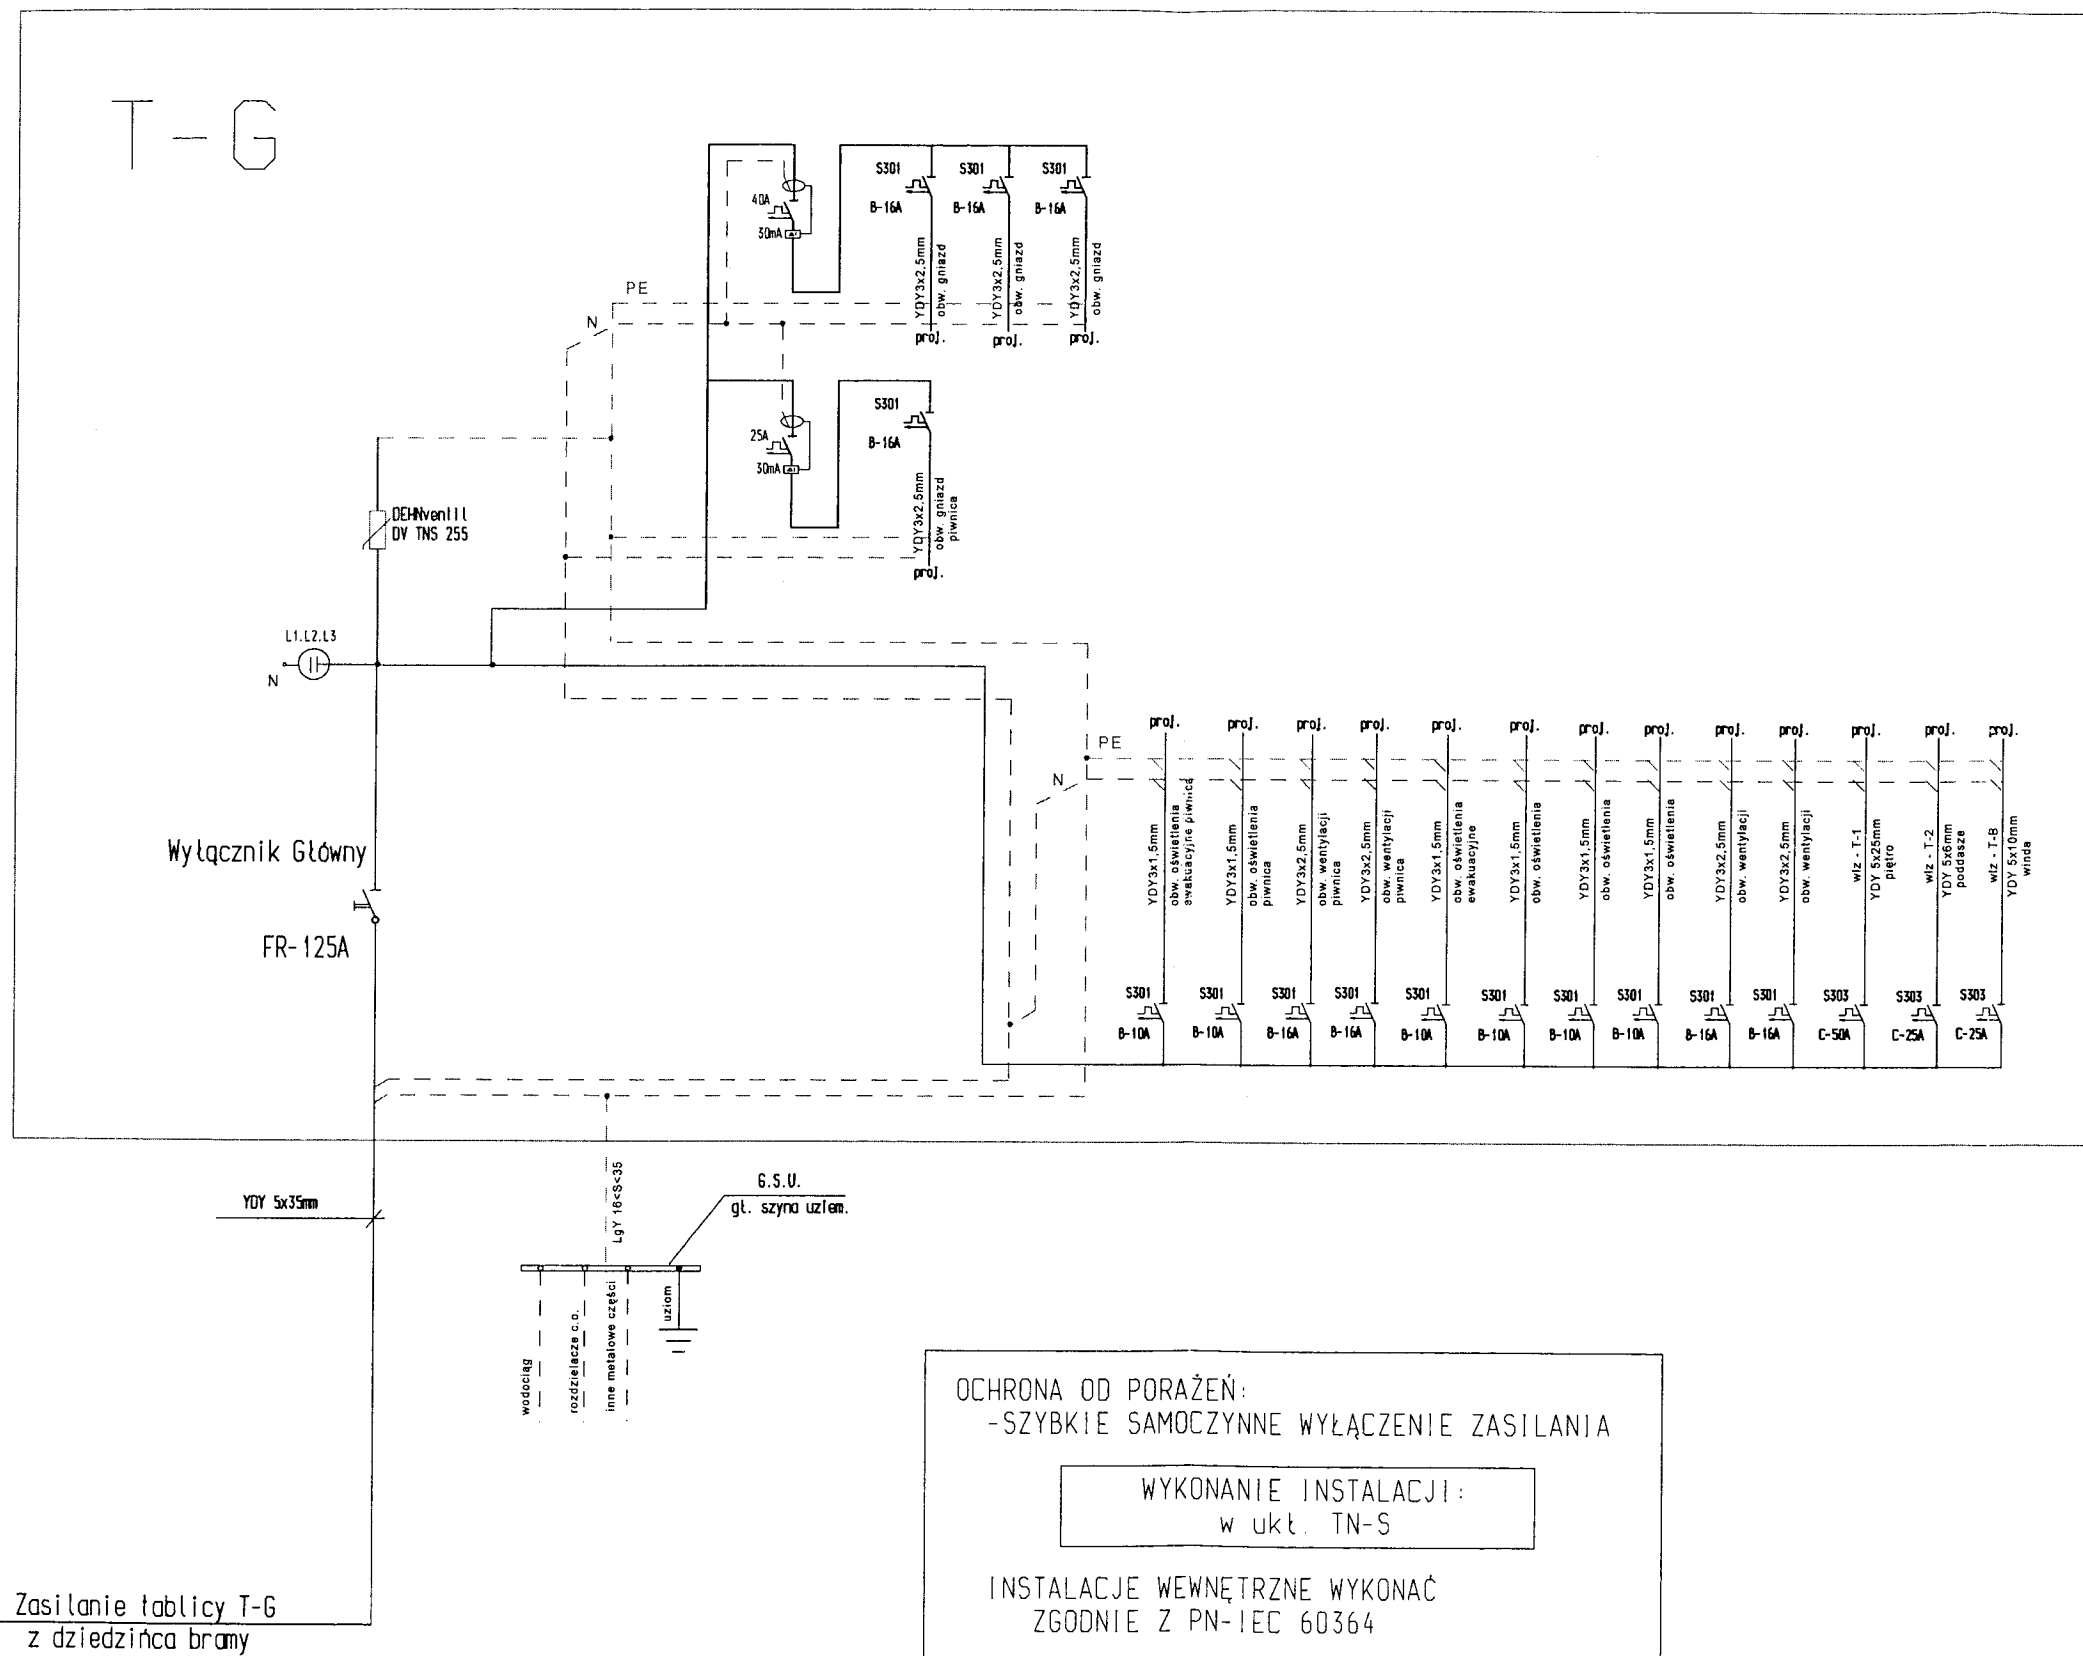 T-G
S301
S301
S301
40A
B-16A
B-16A
B-16A
30mA
YDY3x2,5mm
obw. gniazd
YDY3x2,5mm
obw. gniazd
YDY3x2,5mm
obw. gniazd
PE
N
proj.
proj.
proj.
S301
25A
B-16A
30mA
YDY3x2,5mm
obw. gniazd
piwnica
proj.
DEHNventil
DV TNS 255
L1.L2.L3
N
Wyłącznik Główny
FR-125A
PE
N
proj.
proj.
proj.
proj.
proj.
proj.
proj.
proj.
proj.
proj.
proj.
proj.
proj.
YDY3x1,5mm
obw. oświetlenia
ewakuacyjne piwnica
YDY3x1,5mm
obw. oświetlenia
piwnica
YDY3x2,5mm
obw. wentylacji
piwnica
YDY3x2,5mm
obw. wentylacji
piwnica
YDY3x1,5mm
obw. oświetlenia
ewakuacyjne
YDY3x1,5mm
obw. oświetlenia
YDY3x1,5mm
obw. oświetlenia
YDY3x1,5mm
obw. oświetlenia
YDY3x2,5mm
obw. wentylacji
YDY3x2,5mm
obw. wentylacji
wlz - T-1
YDY 5x25mm
piętro
wlz - T-2
YDY 5x6mm
poddasze
wlz - T-B
YDY 5x10mm
winda
S301
S301
S301
S301
S301
S301
S301
S301
S301
S301
S303
S303
S303
B-10A
B-10A
B-16A
B-16A
B-10A
B-10A
B-10A
B-10A
B-16A
B-16A
C-50A
C-25A
C-25A
YDY 5x35mm
LgY 16<S<35
G.S.U.
gł. szyna uziem.
wodociąg
rozdzielacze c.o.
inne metalowe części
uziom
OCHRONA OD PORAŻEŃ:
-SZYBKIE SAMOCZYNNE WYŁĄCZENIE ZASILANIA
WYKONANIE INSTALACJI:
w ukł. TN-S
INSTALACJE WEWNĘTRZNE WYKONAĆ
ZGODNIE Z PN-IEC 60364
Zasilanie tablicy T-G
z dziedzińca bramy